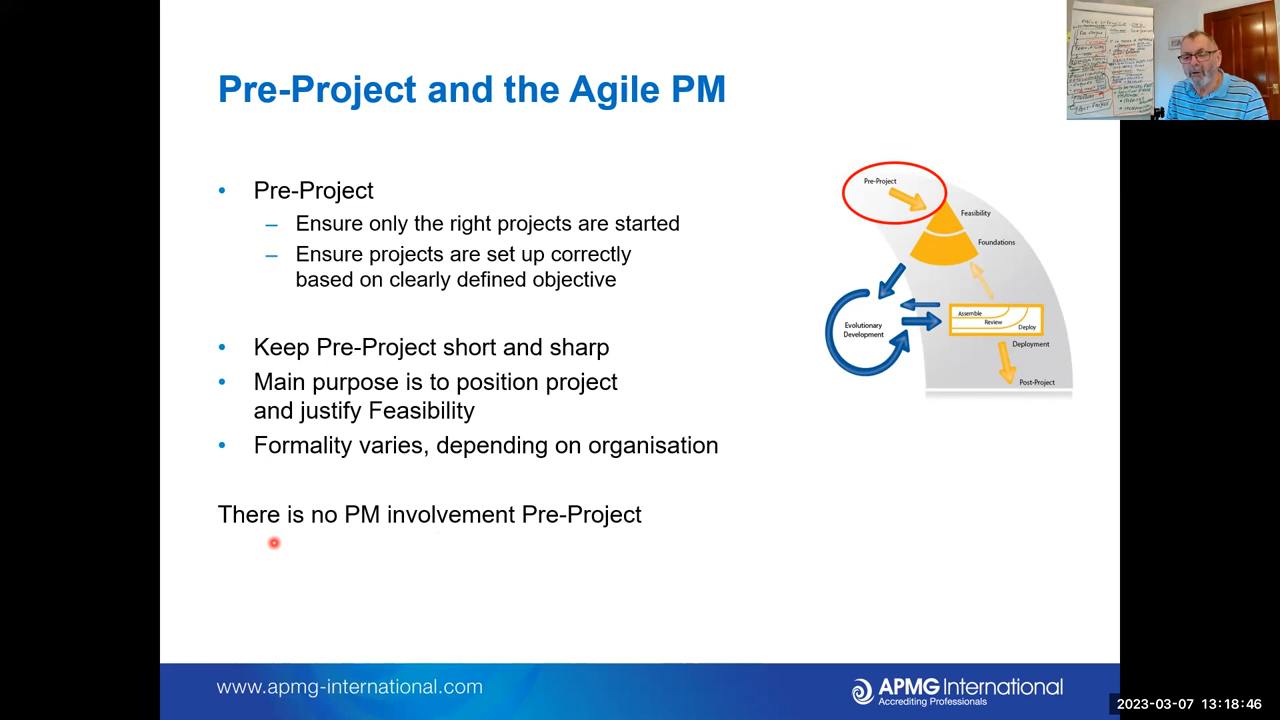 Pre-Project and the Agile PM
• Pre-Project
– Ensure only the right projects are started
– Ensure projects are set up correctly
based on clearly defined objective
• Keep Pre-Project short and sharp
• Main purpose is to position project
and justify Feasibility
• Formality varies, depending on organisation
There is no PM involvement Pre-Project
Pre-Project
Feasibility
Foundations
Evolutionary
Development
Assemble
Review
Deploy
Deployment
Post-Project
www.apmg-international.com
APMG International
Accrediting Professionals
2023-03-07 13:18:46